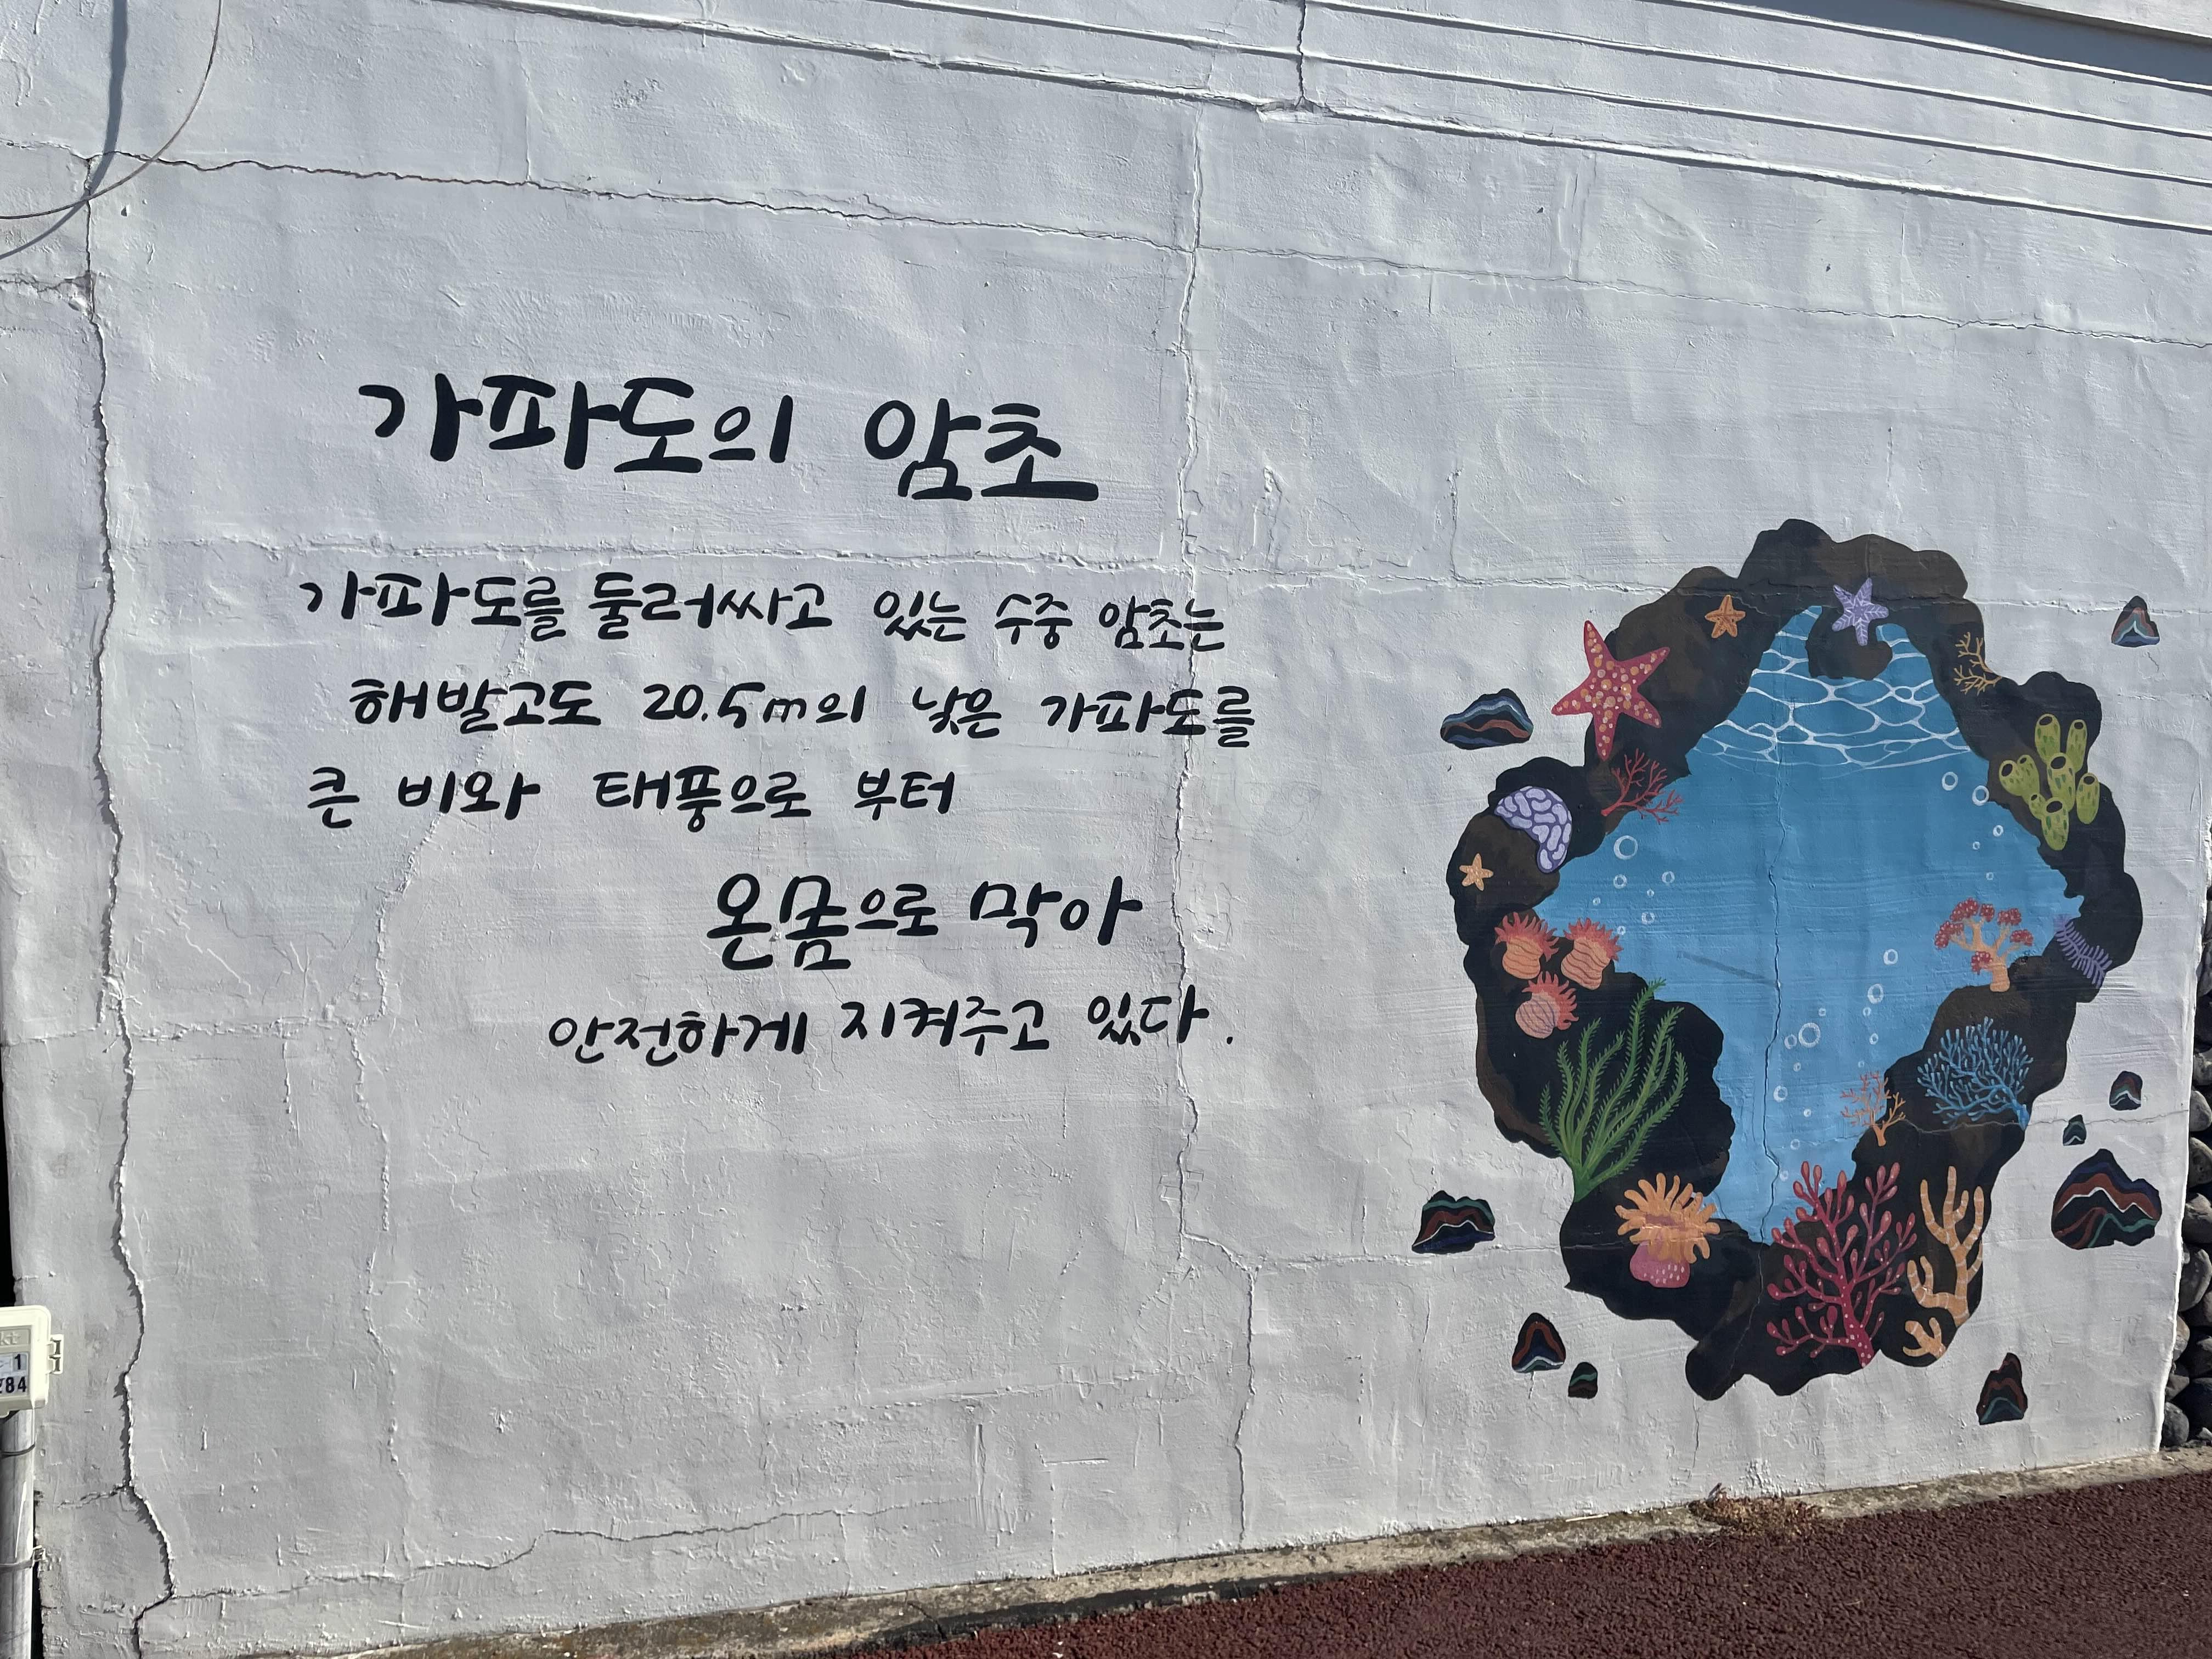 가파도의 암초
가파도를 둘러싸고 있는 수중 암초는
해발고도 20.5m의 낮은 가파도를
큰 비와 태풍으로 부터
온몸으로 막아
안전하게 지켜주고 있다.
kt
1
284